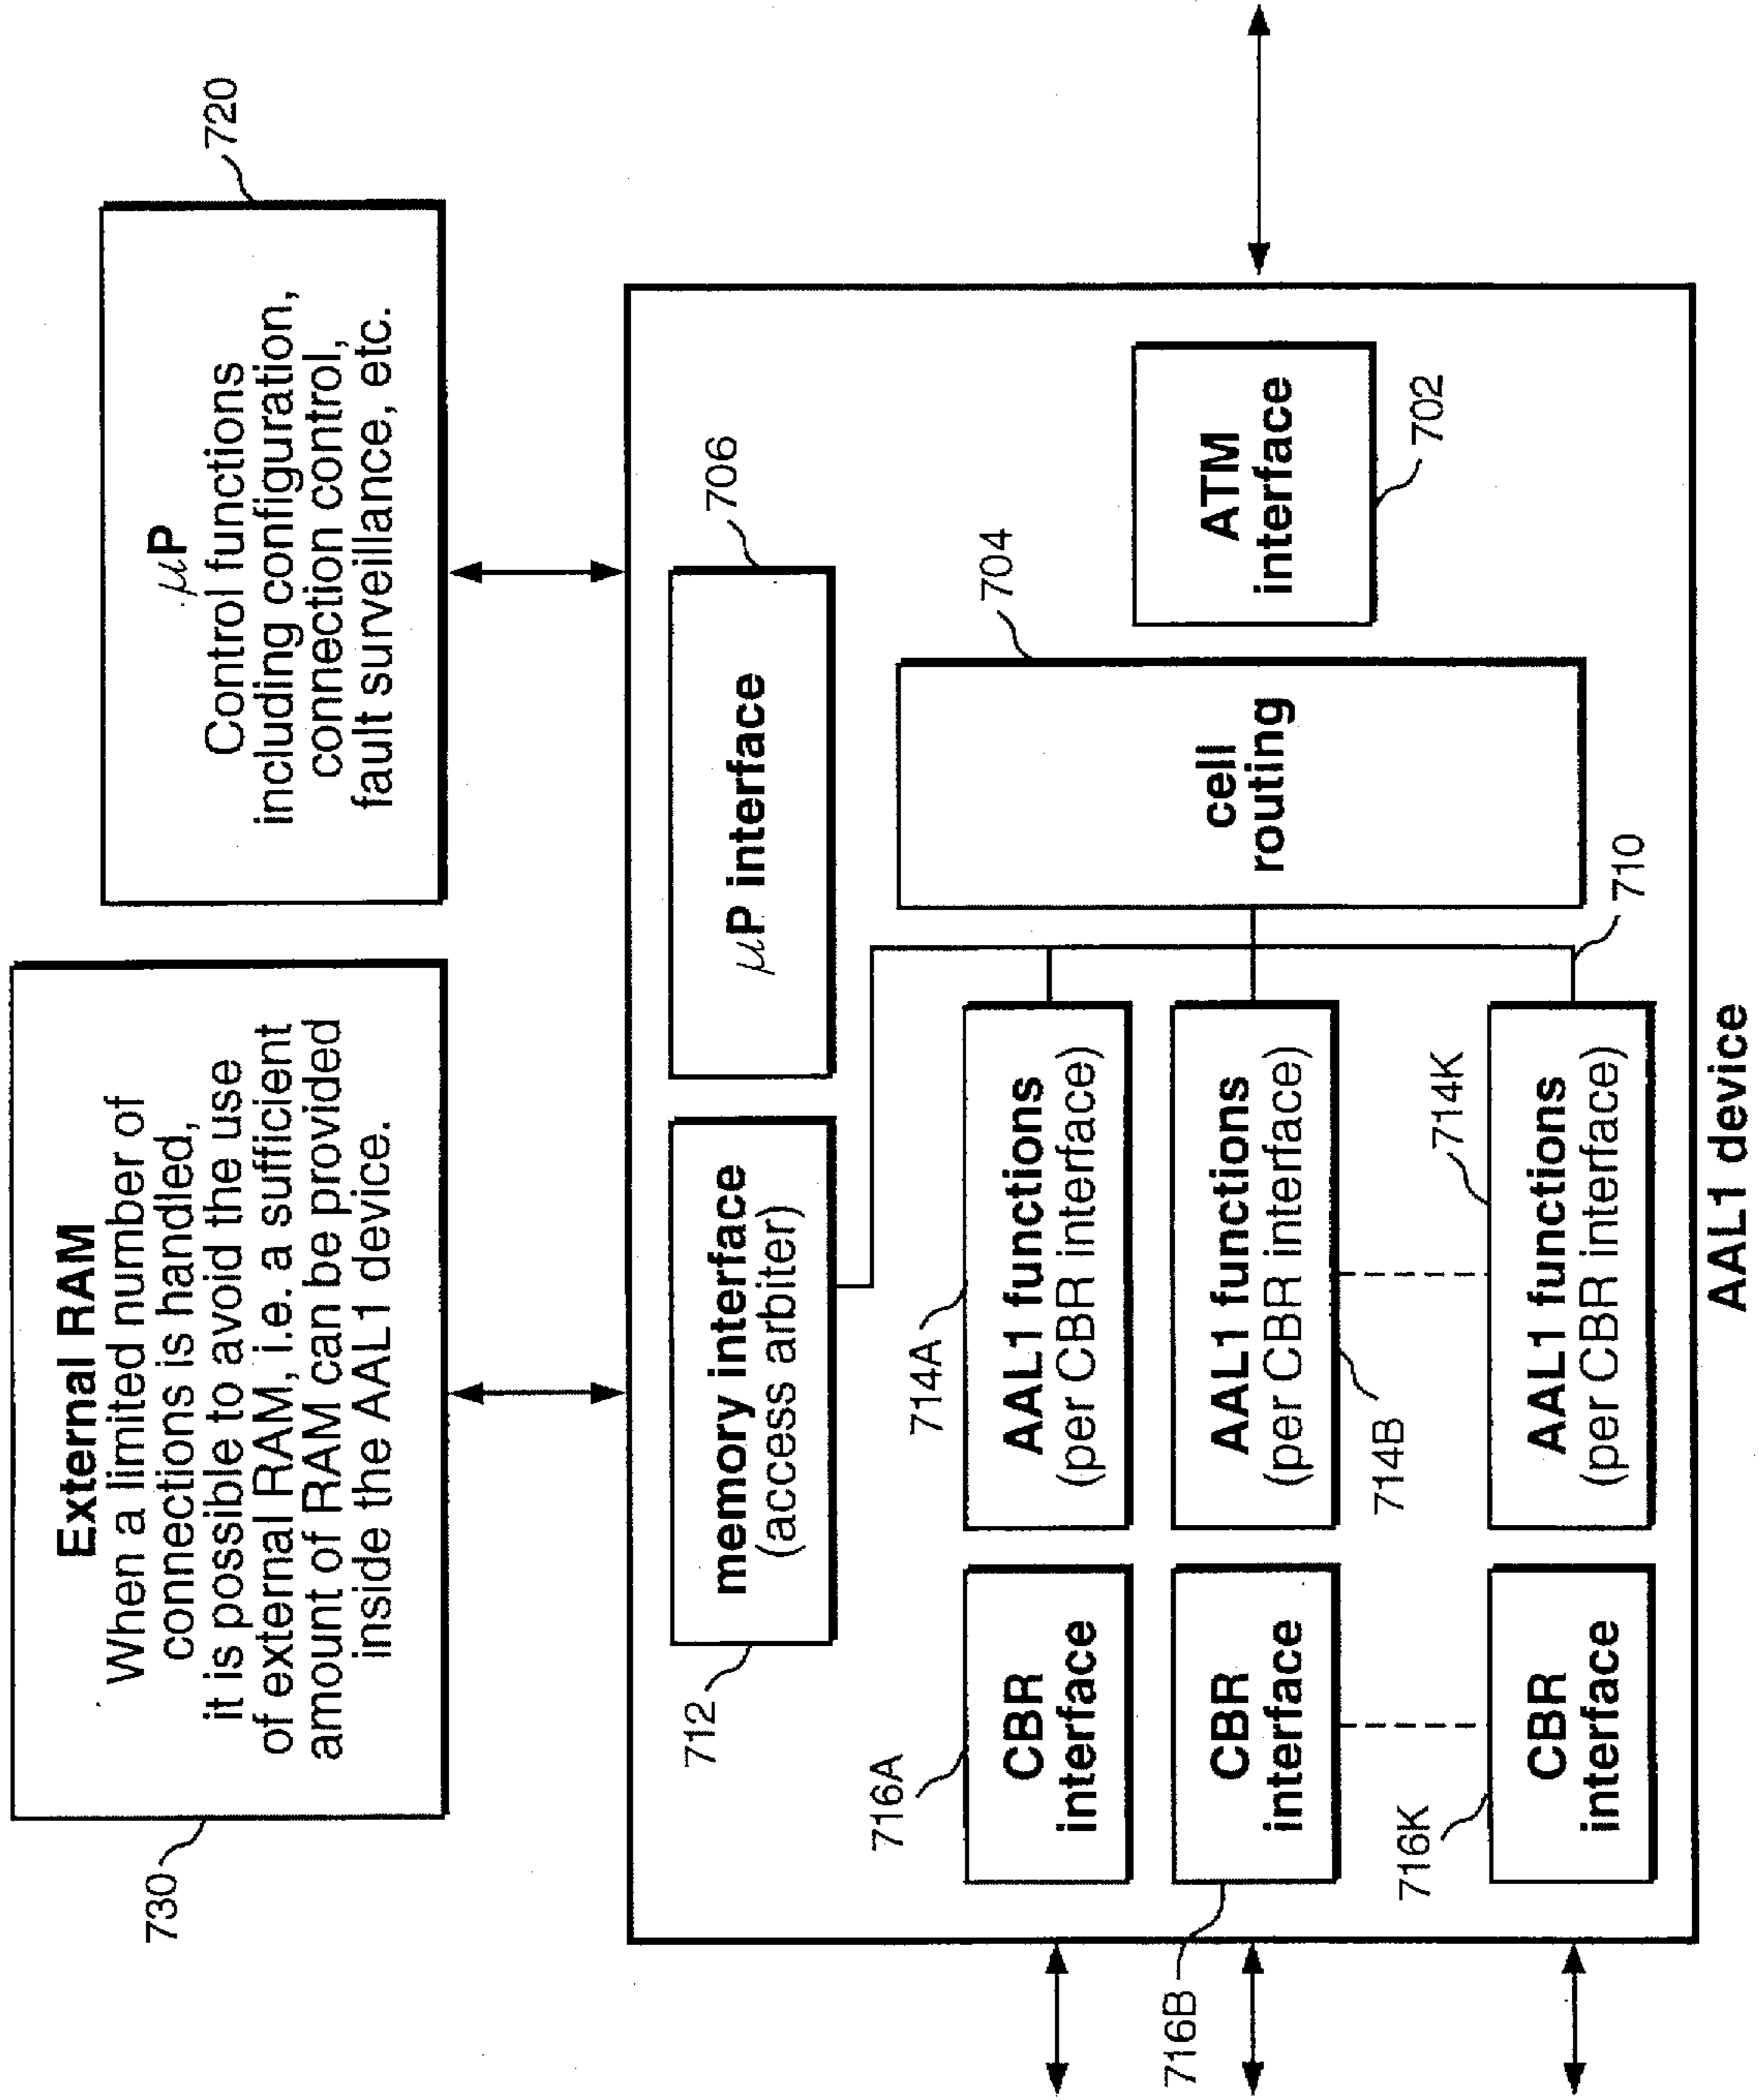 External RAM
When a limited number of
connections is handled,
it is possible to avoid the use
of external RAM, i.e. a sufficient
amount of RAM can be provided
inside the AAL1 device.
730
μP
Control functions
including configuration,
connection control,
fault surveillance, etc.
720
memory interface
(access arbiter)
712
μP interface
706
716A
CBR
interface
714A
AAL1 functions
(per CBR interface)
704
cell
routing
ATM
interface
702
716B
CBR
interface
AAL1 functions
(per CBR interface)
714B
716K
CBR
interface
714K
AAL1 functions
(per CBR interface)
710
AAL1 device